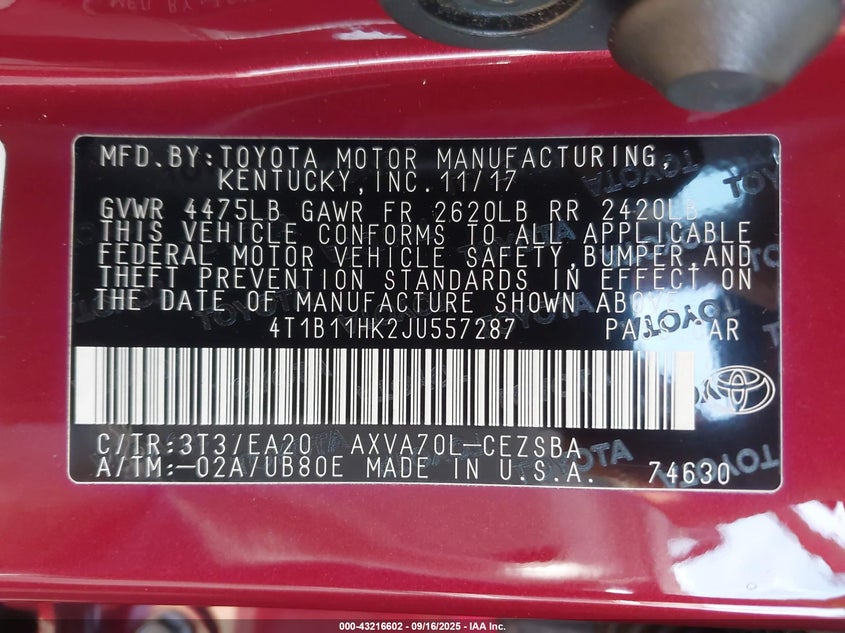 MFD.BY:TOYOTA MOTOR MANUFACTURING,
KENTUCKY,INC.11/17
GVWR 4475LB GAWR FR 2620LB RR 2420LB
THIS VEHICLE CONFORMS TO ALL APPLICABLE
FEDERAL MOTOR VEHICLE SAFETY,BUMPER,AND
THEFT PREVENTION STANDARDS IN EFFECT ON
THE DATE OF MANUFACTURE SHOWN ABOVE.
4T1B11HK2JU557287 PASS.CAR
C/TR:3T3/EA20 AXVA70L-CEZSBA
A/TM:-02A/UB80E MADE IN U.S.A. 74630
000-43216602 - 09/16/2025 - IAA Inc.